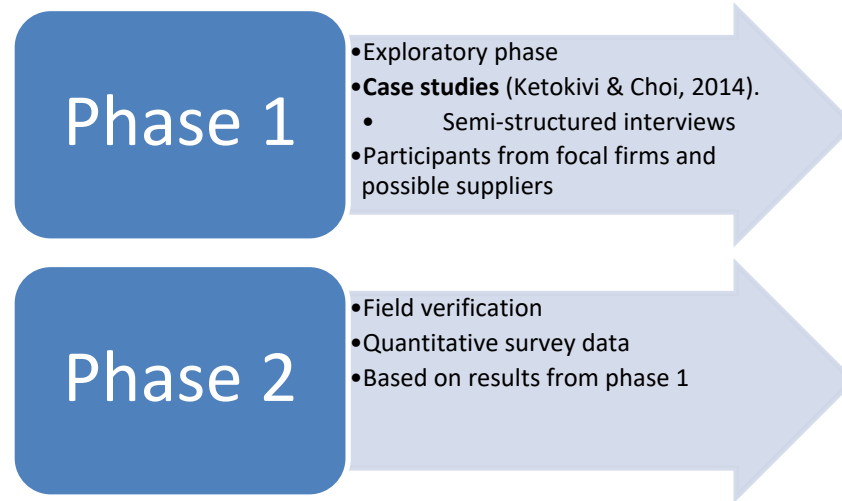 Phase 1
•Exploratory phase
•Case studies (Ketokivi & Choi, 2014).
• Semi-structured interviews
•Participants from focal firms and
possible suppliers
Phase 2
•Field verification
•Quantitative survey data
•Based on results from phase 1